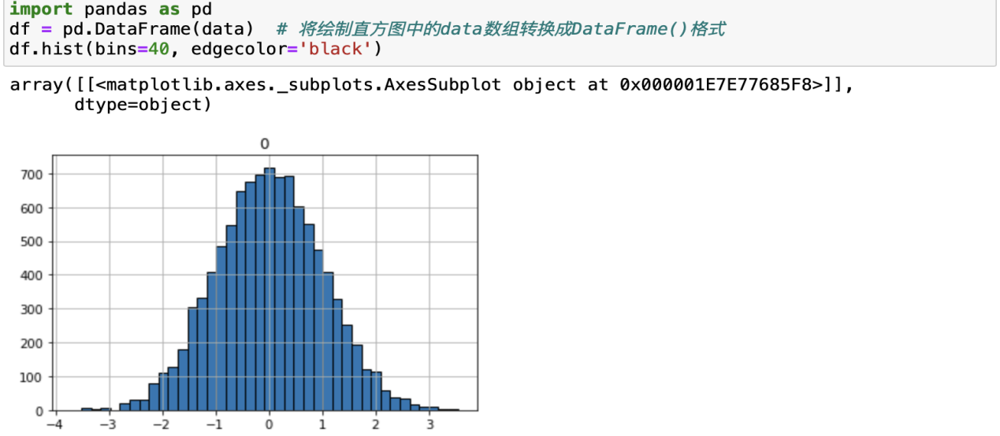 import pandas as pd
df = pd.DataFrame(data)  # 将绘制直方图中的data数组转换成DataFrame()格式
df.hist(bins=40, edgecolor='black')
array([[<matplotlib.axes._subplots.AxesSubplot object at 0x000001E7E77685F8>]],
      dtype=object)
0
700
600
500
400
300
200
100
0
−4 −3 −2 −1 0 1 2 3